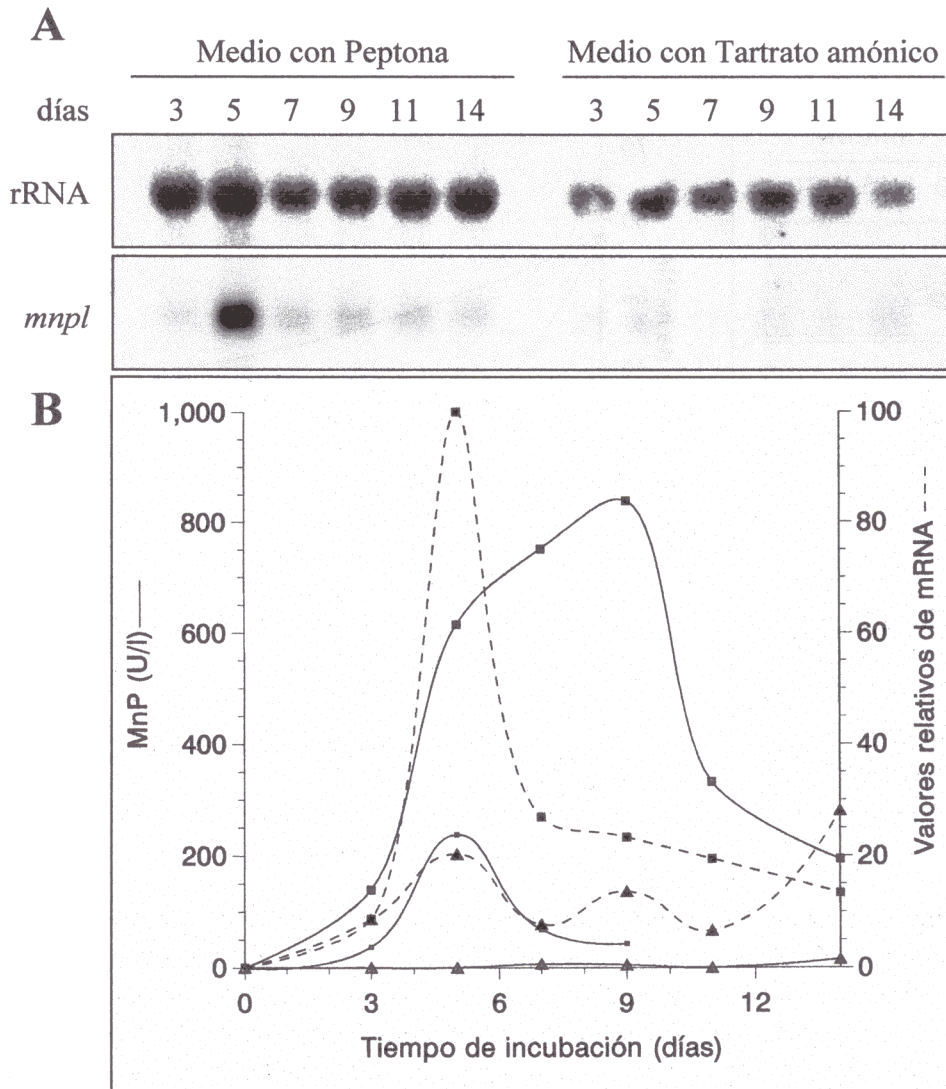 A
Medio con Peptona Medio con Tartrato amónico
días 3 5 7 9 11 14 3 5 7 9 11 14
rRNA
mnpl
B
1,000
800
600
400
200
0
MnP (U/l)
100
80
60
40
20
0
Valores relativos de mRNA
0 3 6 9 12
Tiempo de incubación (días)